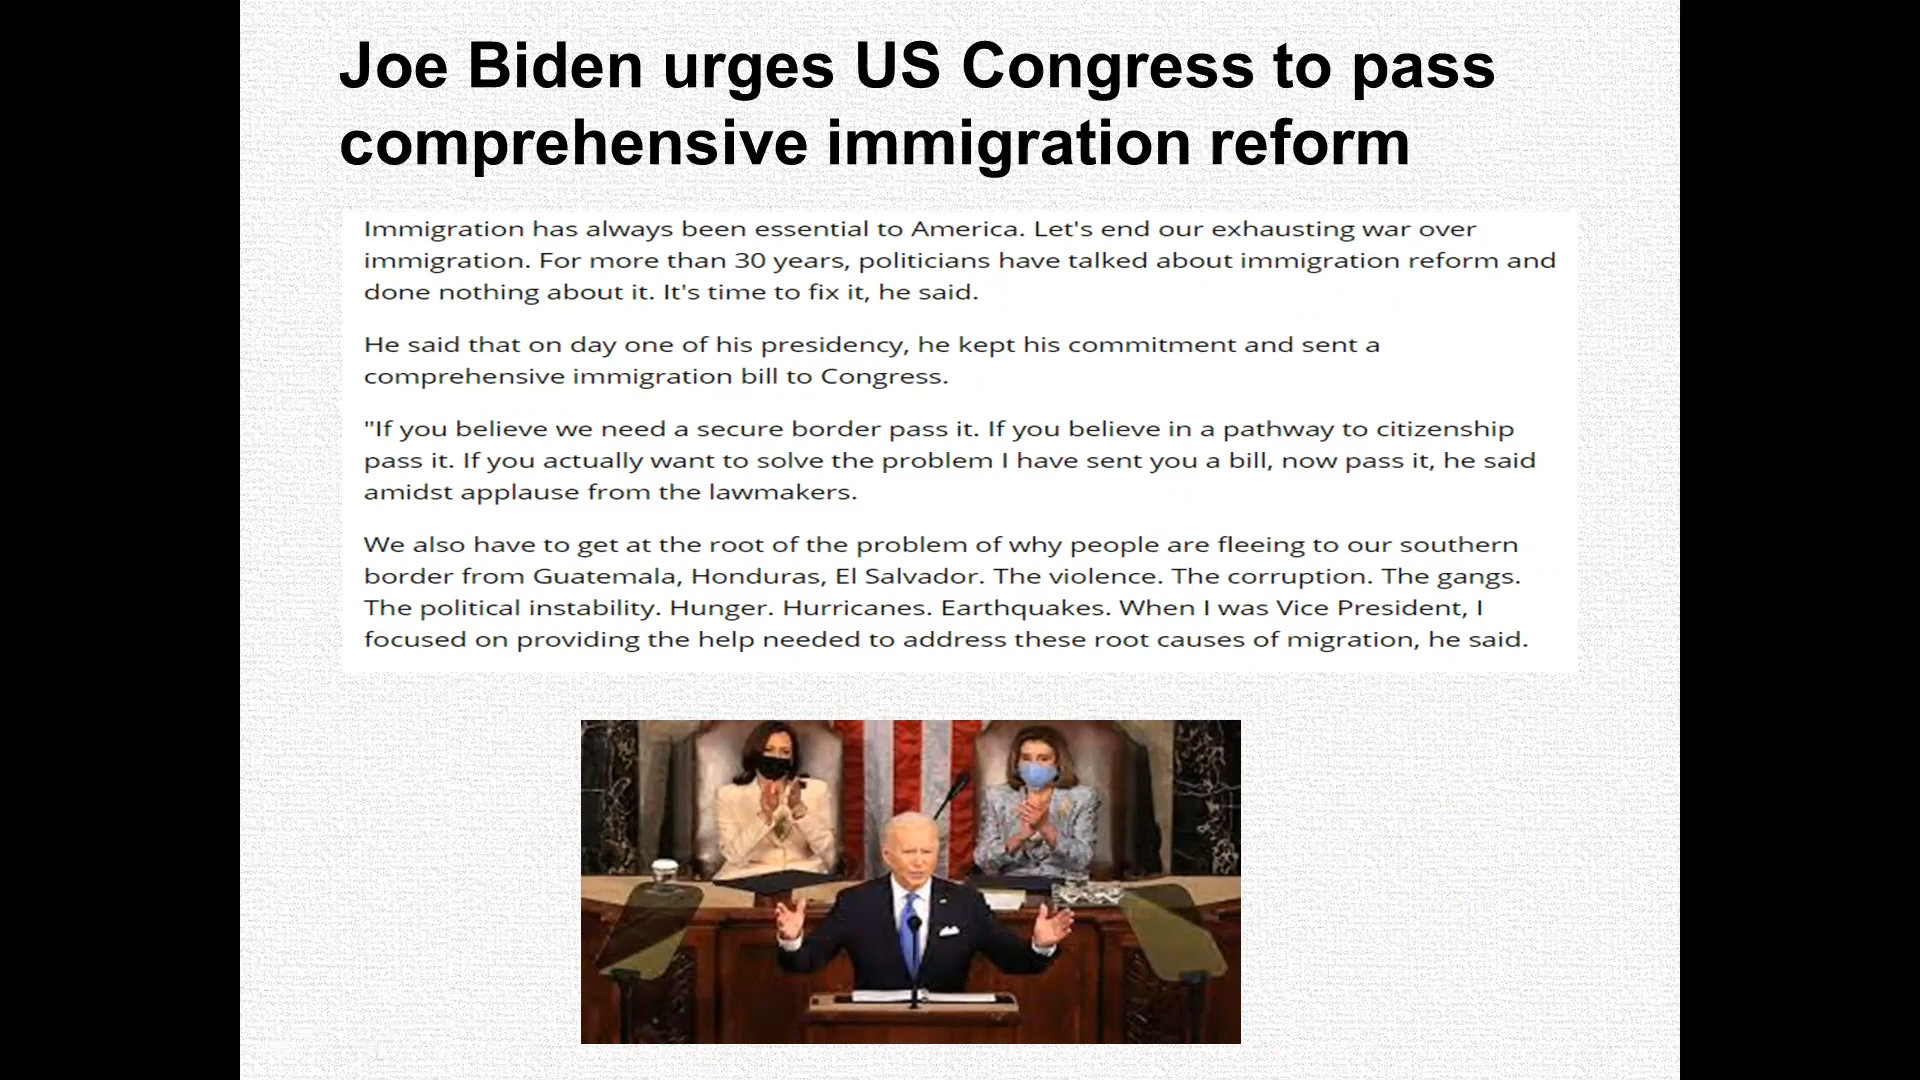 Joe Biden urges US Congress to pass
comprehensive immigration reform
Immigration has always been essential to America. Let's end our exhausting war over
immigration. For more than 30 years, politicians have talked about immigration reform and
done nothing about it. It's time to fix it, he said.
He said that on day one of his presidency, he kept his commitment and sent a
comprehensive immigration bill to Congress.
"If you believe we need a secure border pass it. If you believe in a pathway to citizenship
pass it. If you actually want to solve the problem I have sent you a bill, now pass it, he said
amidst applause from the lawmakers.
We also have to get at the root of the problem of why people are fleeing to our southern
border from Guatemala, Honduras, El Salvador. The violence. The corruption. The gangs.
The political instability. Hunger. Hurricanes. Earthquakes. When I was Vice President, I
focused on providing the help needed to address these root causes of migration, he said.